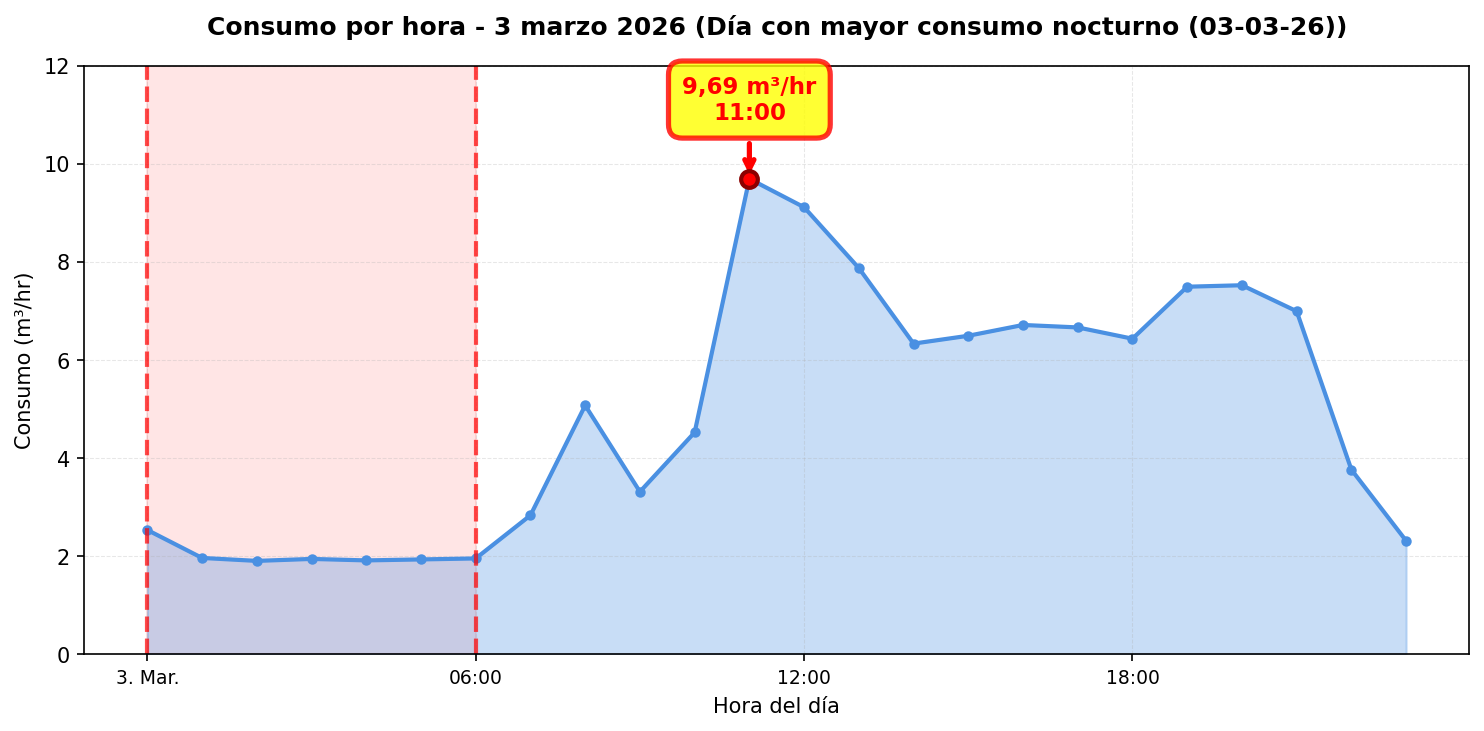 Consumo por hora - 3 marzo 2026 (Día con mayor consumo nocturno (03-03-26))
9,69 m³/hr
11:00
12
10
8
6
4
2
0
Consumo (m³/hr)
3. Mar.
06:00
12:00
18:00
Hora del día